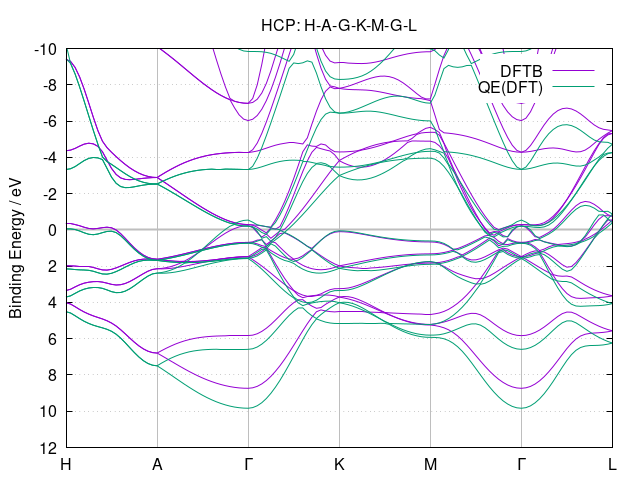 HCP: H-A-G-K-M-G-L
Binding Energy / eV
-10
-8
-6
-4
-2
0
2
4
6
8
10
12
DFTB
QE(DFT)
H A Γ K M Γ L